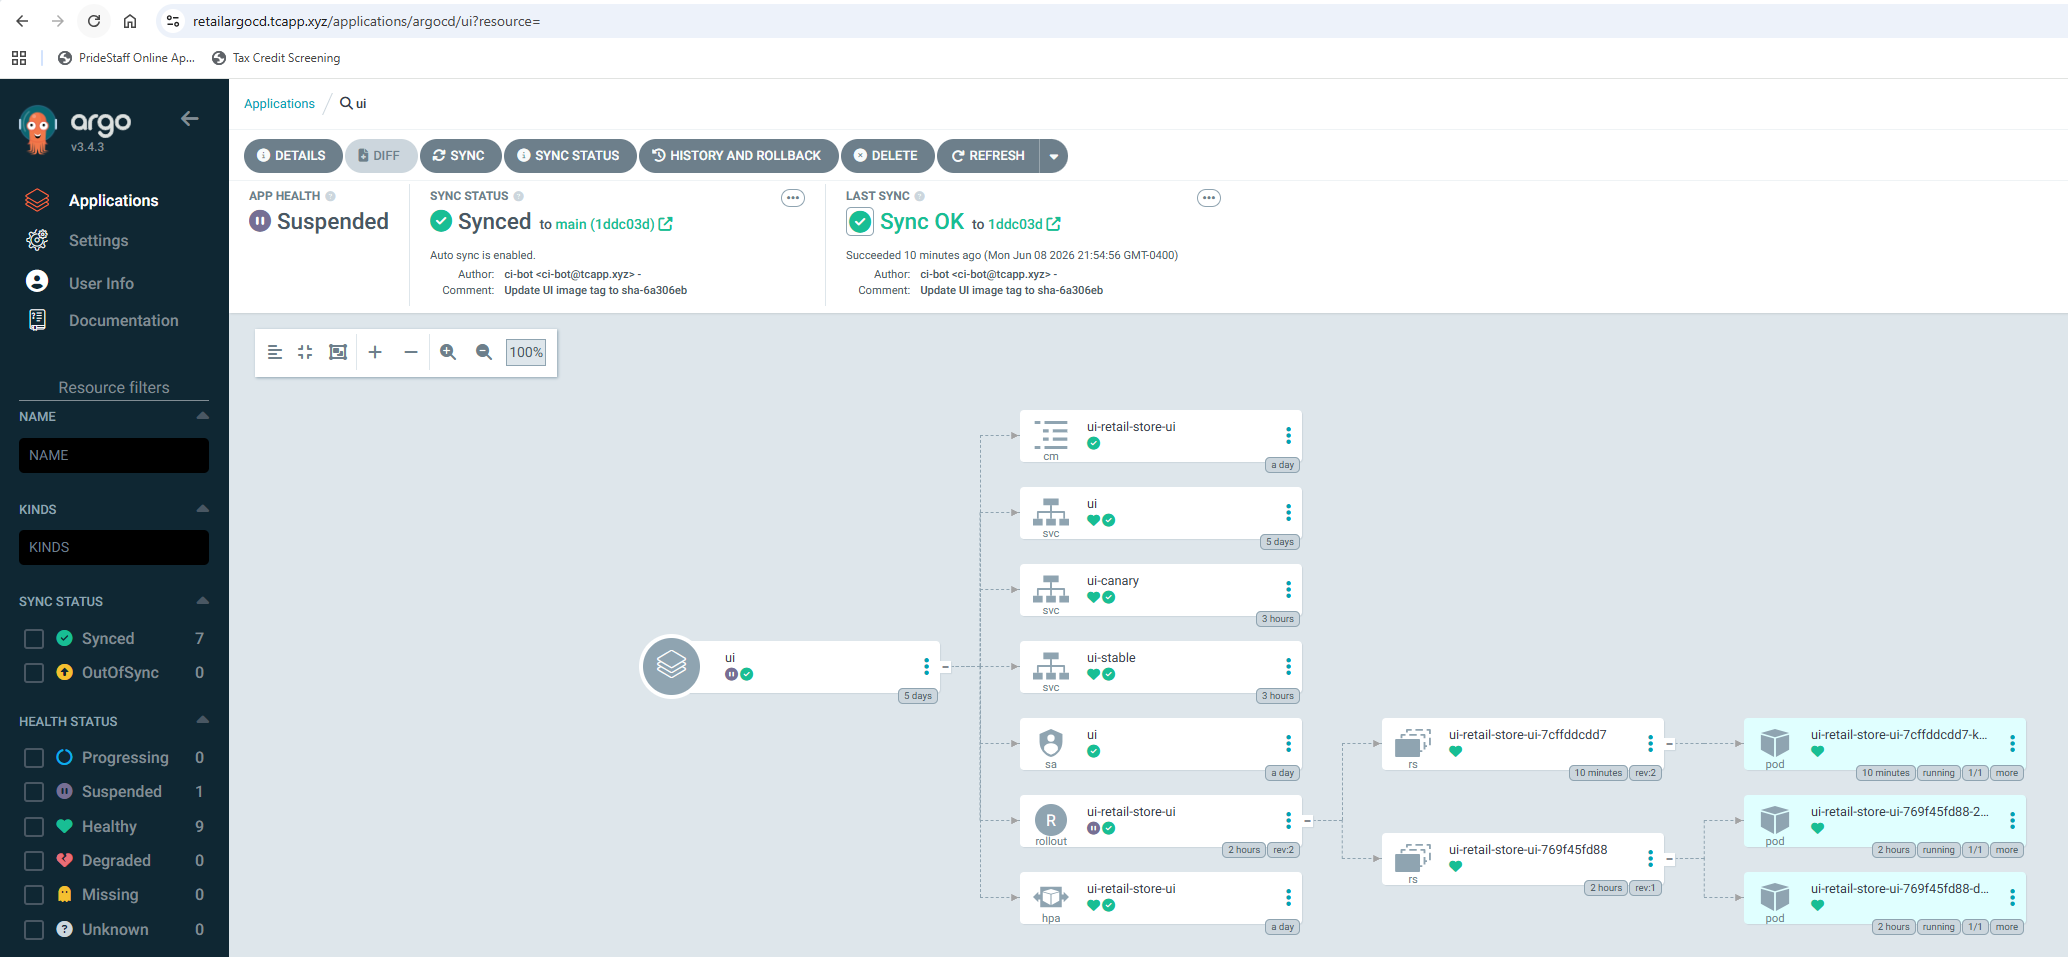 retailargocd.tcapp.xyz/applications/argocd/ui?resource=
PrideStaff Online Ap... Tax Credit Screening
argo
v3.4.3
Applications
Settings
User Info
Documentation
Resource filters
NAME
NAME
KINDS
KINDS
SYNC STATUS
Synced 7
OutOfSync 0
HEALTH STATUS
Progressing 0
Suspended 1
Healthy 9
Degraded 0
Missing 0
Unknown 0
Applications / ui
DETAILS DIFF SYNC SYNC STATUS HISTORY AND ROLLBACK DELETE REFRESH
APP HEALTH
Suspended
SYNC STATUS
Synced to main (1ddc03d)
Auto sync is enabled.
Author: ci-bot <ci-bot@tcapp.xyz> -
Comment: Update UI image tag to sha-6a306eb
LAST SYNC
Sync OK to 1ddc03d
Succeeded 10 minutes ago (Mon Jun 08 2026 21:54:56 GMT-0400)
Author: ci-bot <ci-bot@tcapp.xyz> -
Comment: Update UI image tag to sha-6a306eb
100%
ui
5 days
ui-retail-store-ui
cm
a day
ui
svc
5 days
ui-canary
svc
3 hours
ui-stable
svc
3 hours
ui
sa
a day
R
ui-retail-store-ui
rollout
2 hours rev:2
ui-retail-store-ui
hpa
a day
ui-retail-store-ui-7cffddcdd7
rs
10 minutes rev:2
ui-retail-store-ui-769f45fd88
rs
2 hours rev:1
ui-retail-store-ui-7cffddcdd7-k...
pod
10 minutes running 1/1 more
ui-retail-store-ui-769f45fd88-2...
pod
2 hours running 1/1 more
ui-retail-store-ui-769f45fd88-d...
pod
2 hours running 1/1 more